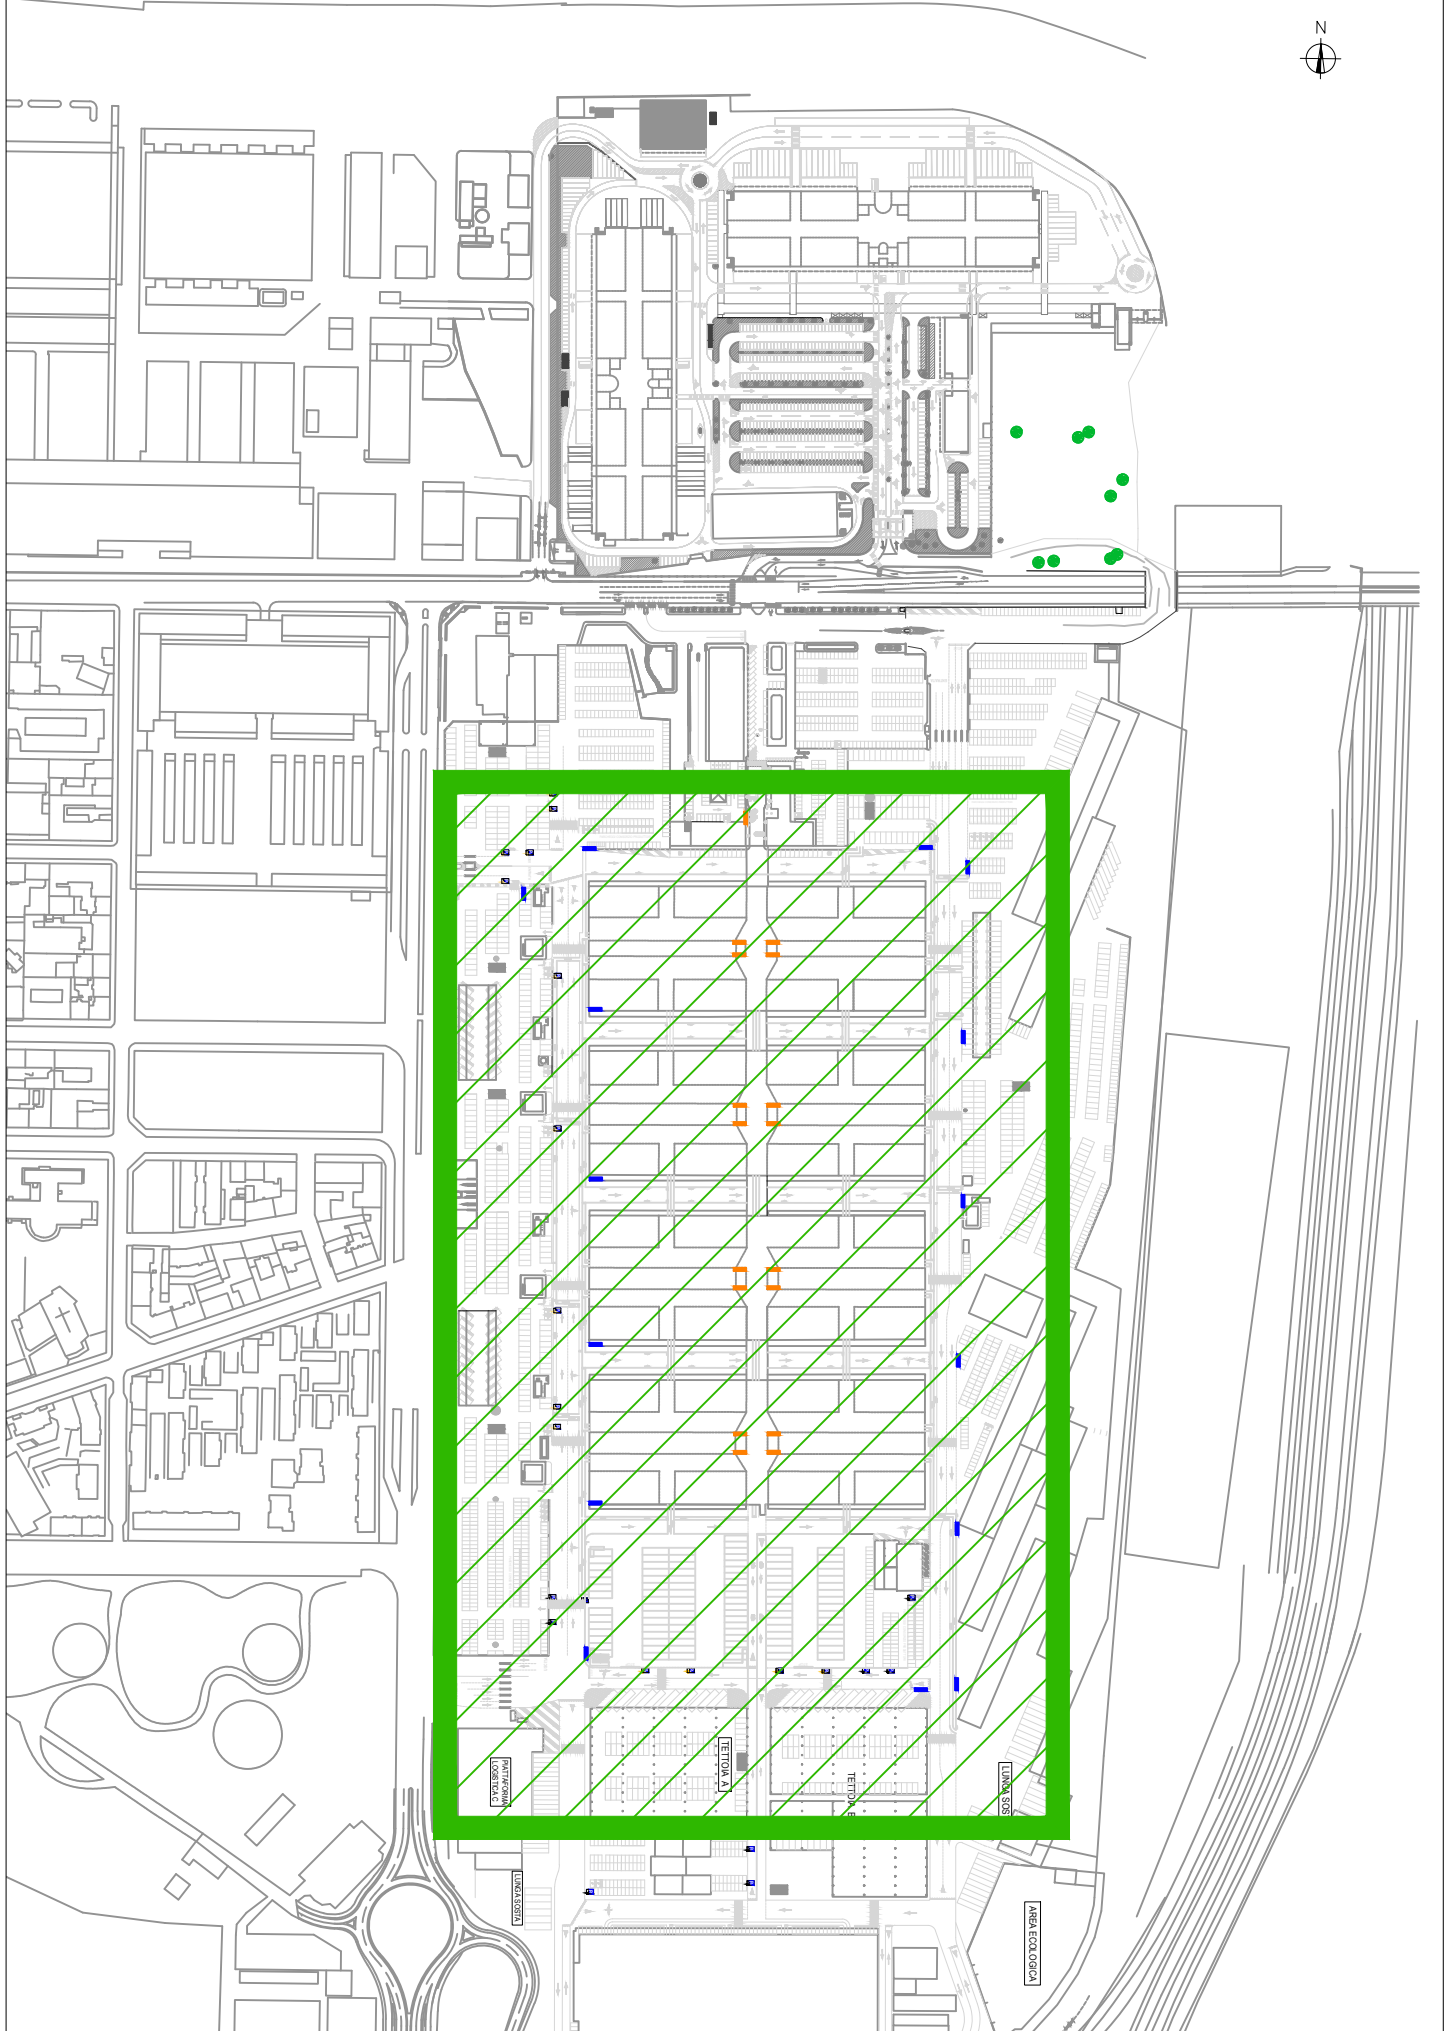 N
TETTOIA A
PIATTAFORMA
LOGISTICA C
TETTOIA B
LUNGA SOS
LUNGA SOSTA
AREA ECOLOGICA